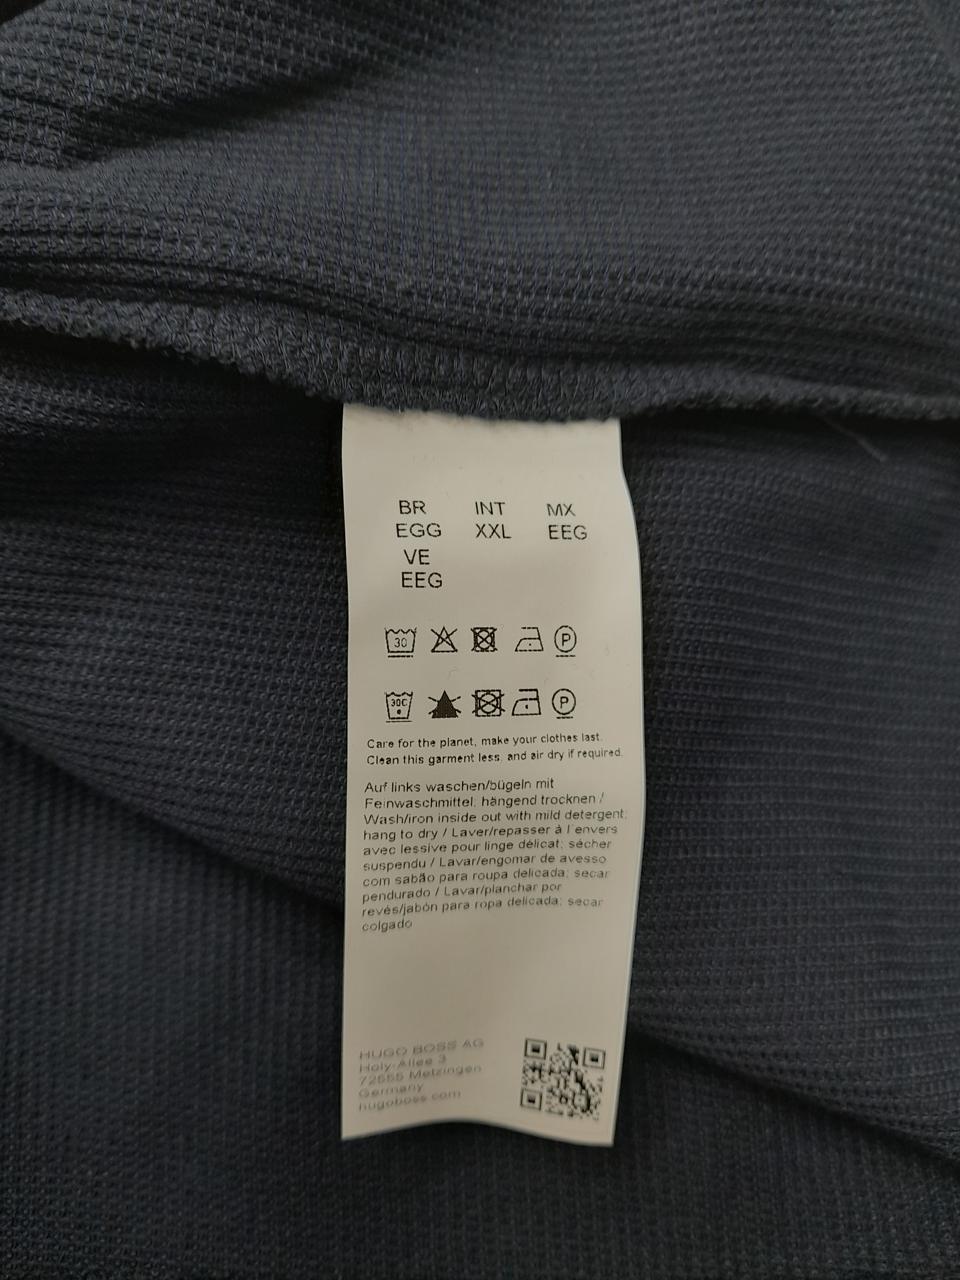 BR INT MX
EGG XXL EEG
VE
EEG
30 P
30C P
Care for the planet, make your clothes last.
Clean this garment less, and air dry if required.
Auf links waschen/bügeln mit
Feinwaschmittel; hängend trocknen /
Wash/iron inside out with mild detergent;
hang to dry / Laver/repasser à l'envers
avec lessive pour linge délicat; sécher
suspendu / Lavar/engomar de avesso
com sabão para roupa delicada; secar
pendurado / Lavar/planchar por
revés/jabón para ropa delicada; secar
colgado
HUGO BOSS AG
Holy-Allee 3
72555 Metzingen
Germany
hugoboss.com